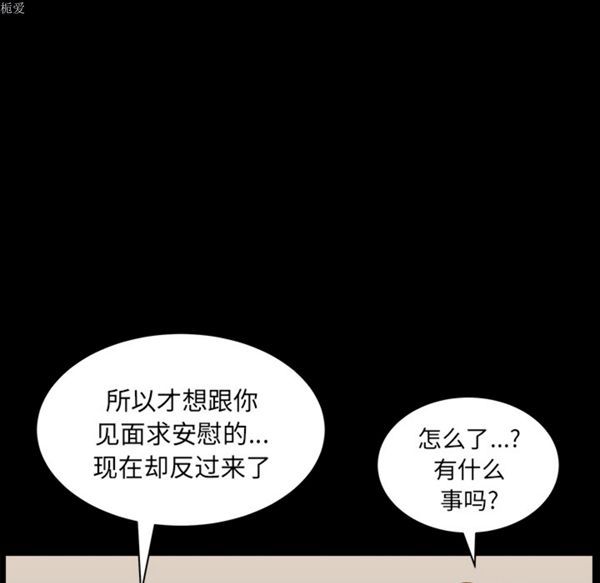 栀爱
所以才想跟你
见面求安慰的...
现在却反过来了
怎么了...?
有什么
事吗?